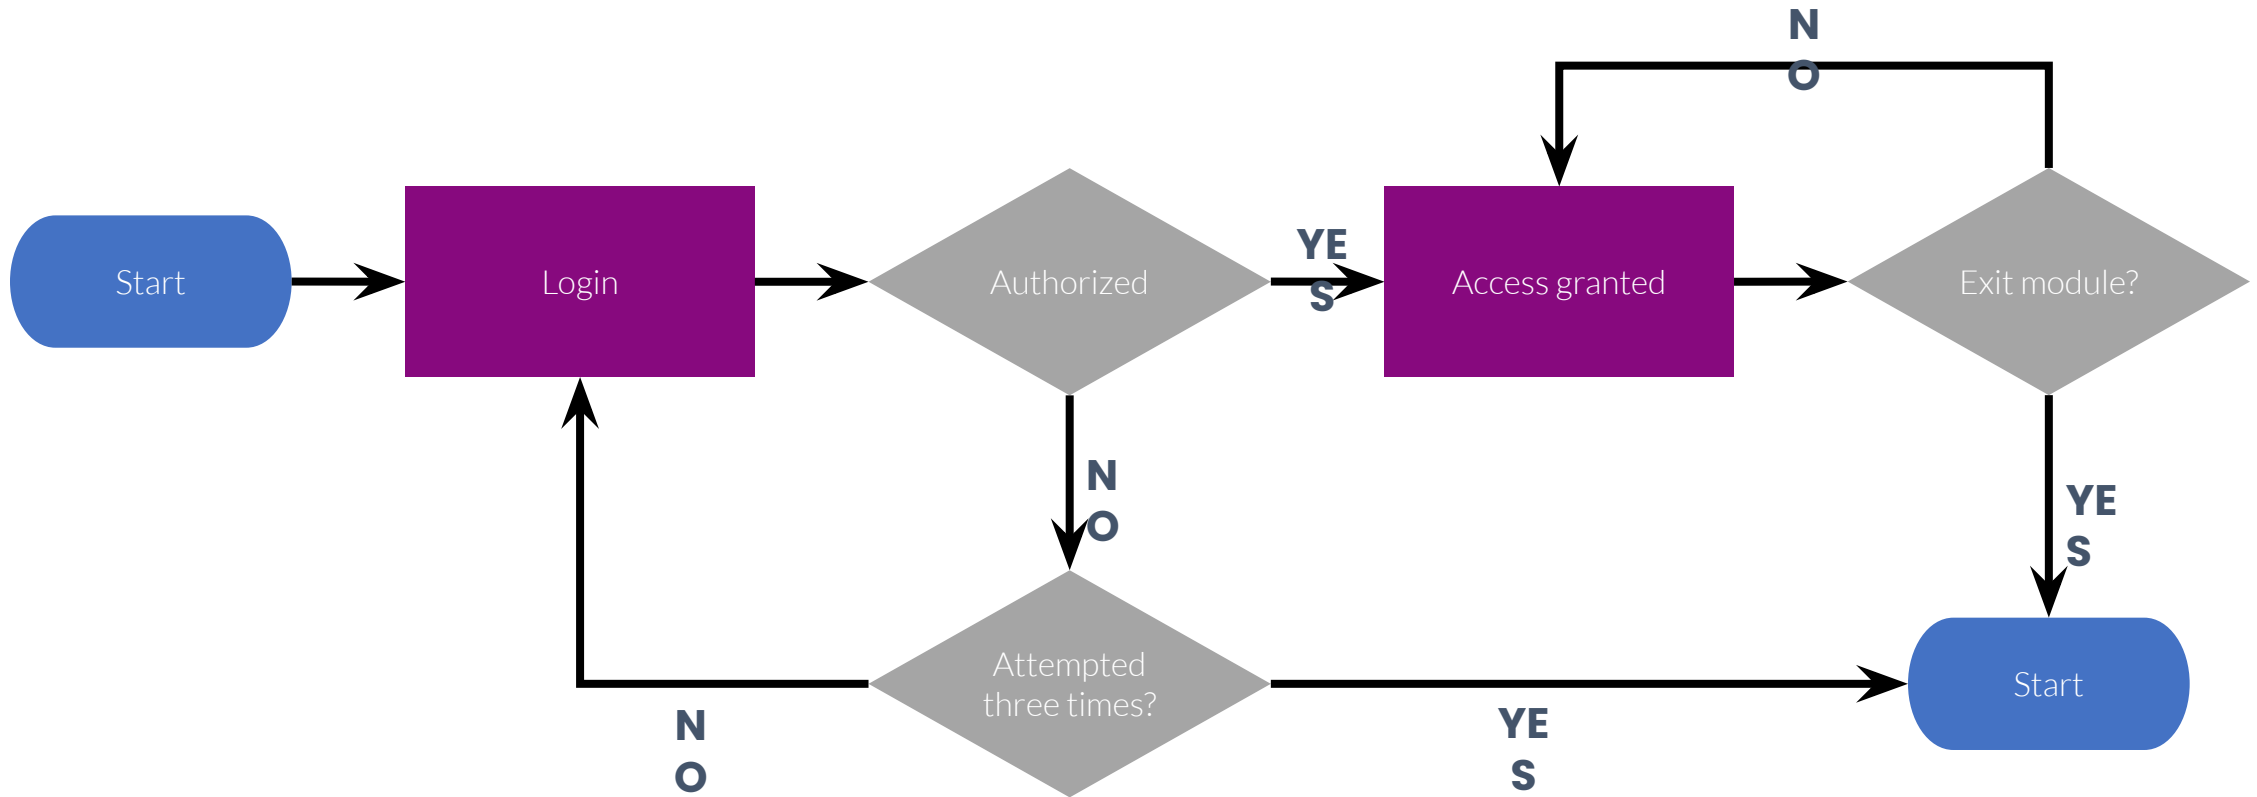 N
O
Start
Login
Authorized
YE
S
Access granted
Exit module?
N
O
YE
S
Attempted
three times?
Start
N
O
YE
S